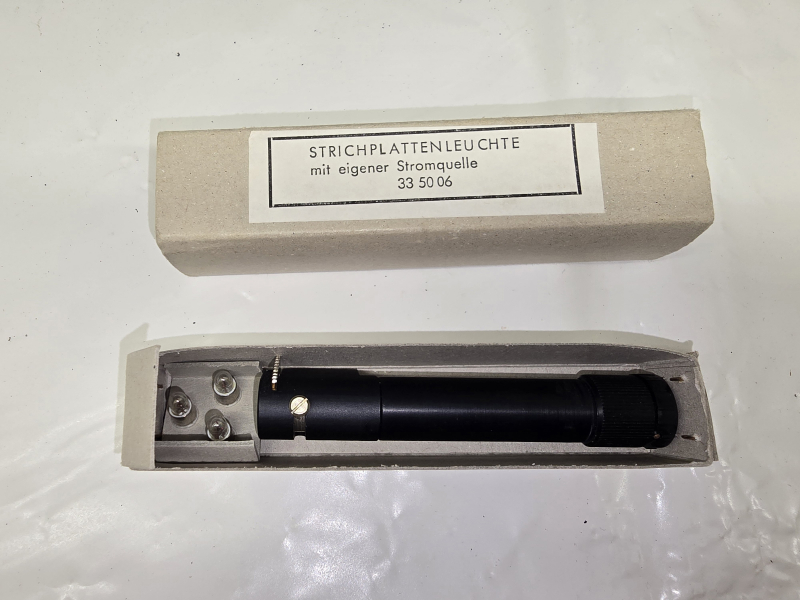 STRICHPLATTENLEUCHTE
mit eigener Stromquelle
33 50 06